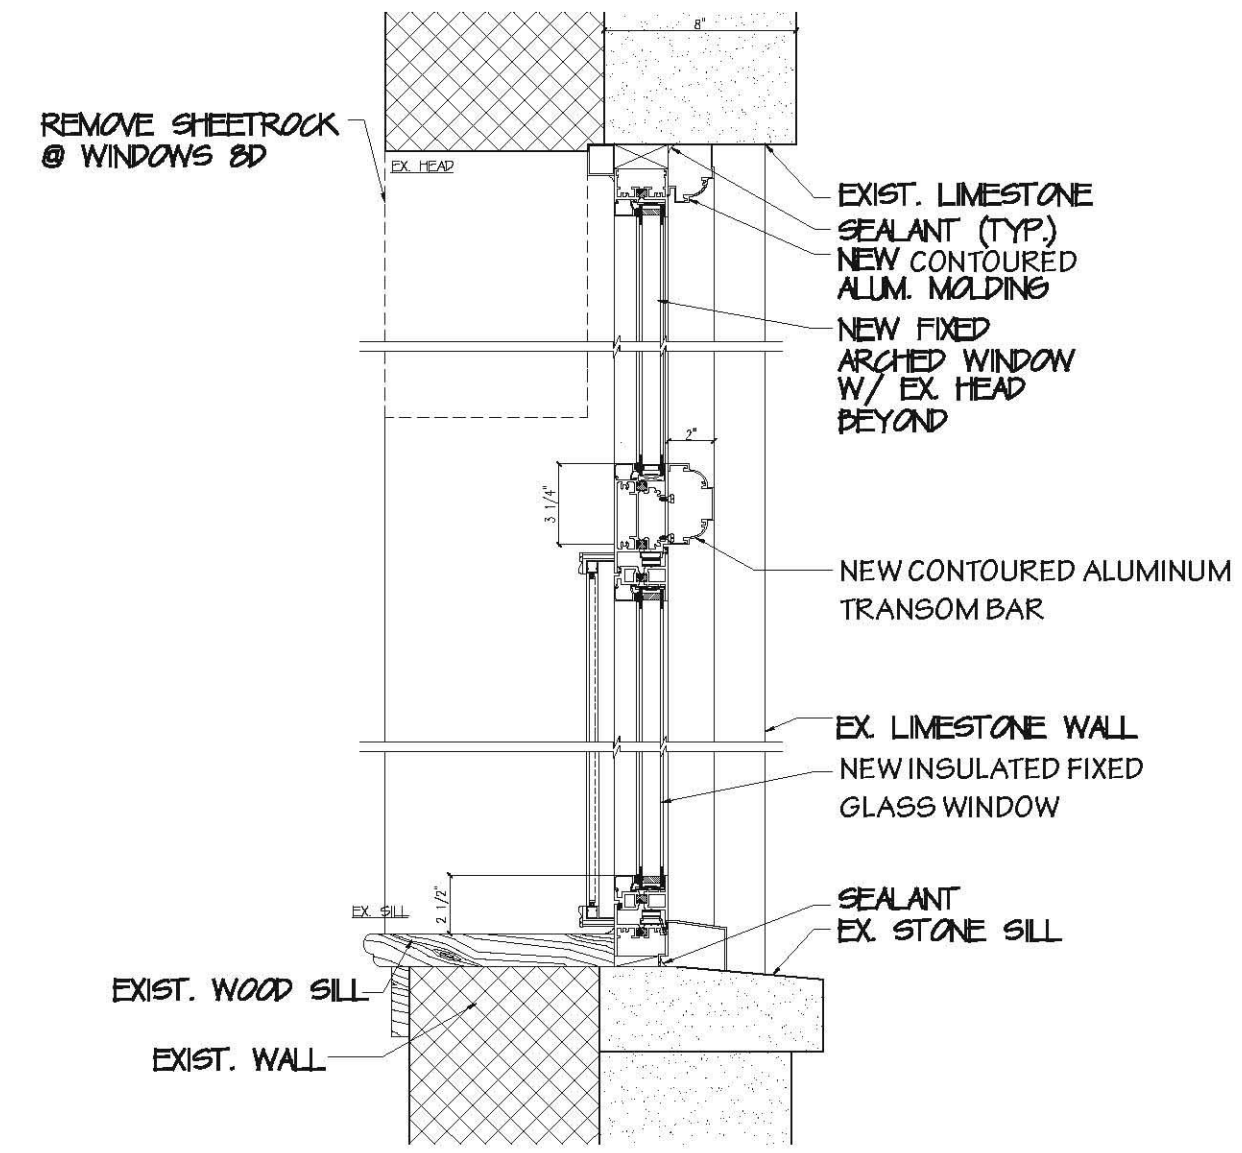 8"
REMOVE SHEETROCK
@ WINDOWS 8D
EX. HEAD
EXIST. LIMESTONE
SEALANT (TYP.)
NEW CONTOURED
ALUM. MOLDING
NEW FIXED
ARCHED WINDOW
W/ EX. HEAD
BEYOND
2"
3 1/4"
NEW CONTOURED ALUMINUM
TRANSOM BAR
EX. LIMESTONE WALL
NEW INSULATED FIXED
GLASS WINDOW
2 1/2"
EX. SILL
SEALANT
EX. STONE SILL
EXIST. WOOD SILL
EXIST. WALL